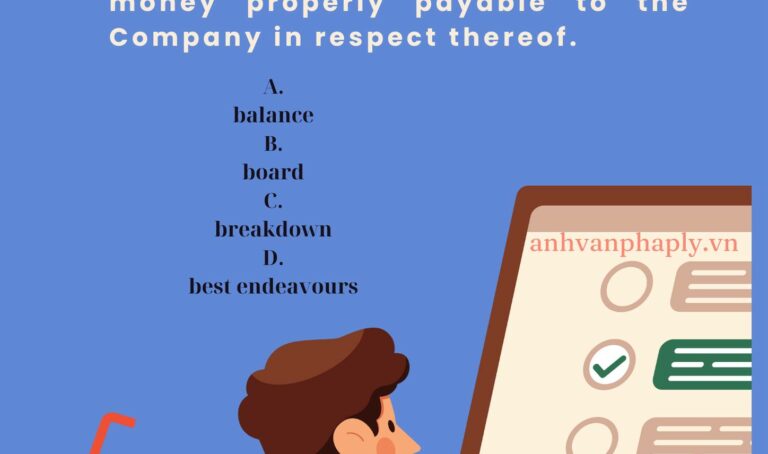 money properly payable to the
Company in respect thereof.
A.
balance
B.
board
C.
breakdown
D.
best endeavours
anhvanphaply.vn